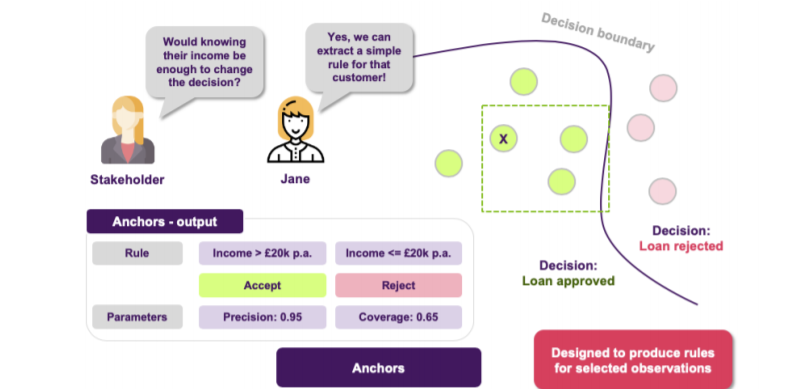 Decision boundary
Would knowing
their income be
enough to change
the decision?
Yes, we can
extract a simple
rule for that
customer!
X
Stakeholder
Jane
Anchors - output
Rule
Income > £20k p.a.
Income <= £20k p.a.
Accept
Reject
Parameters
Precision: 0.95
Coverage: 0.65
Decision:
Loan rejected
Decision:
Loan approved
Anchors
Designed to produce rules
for selected observations